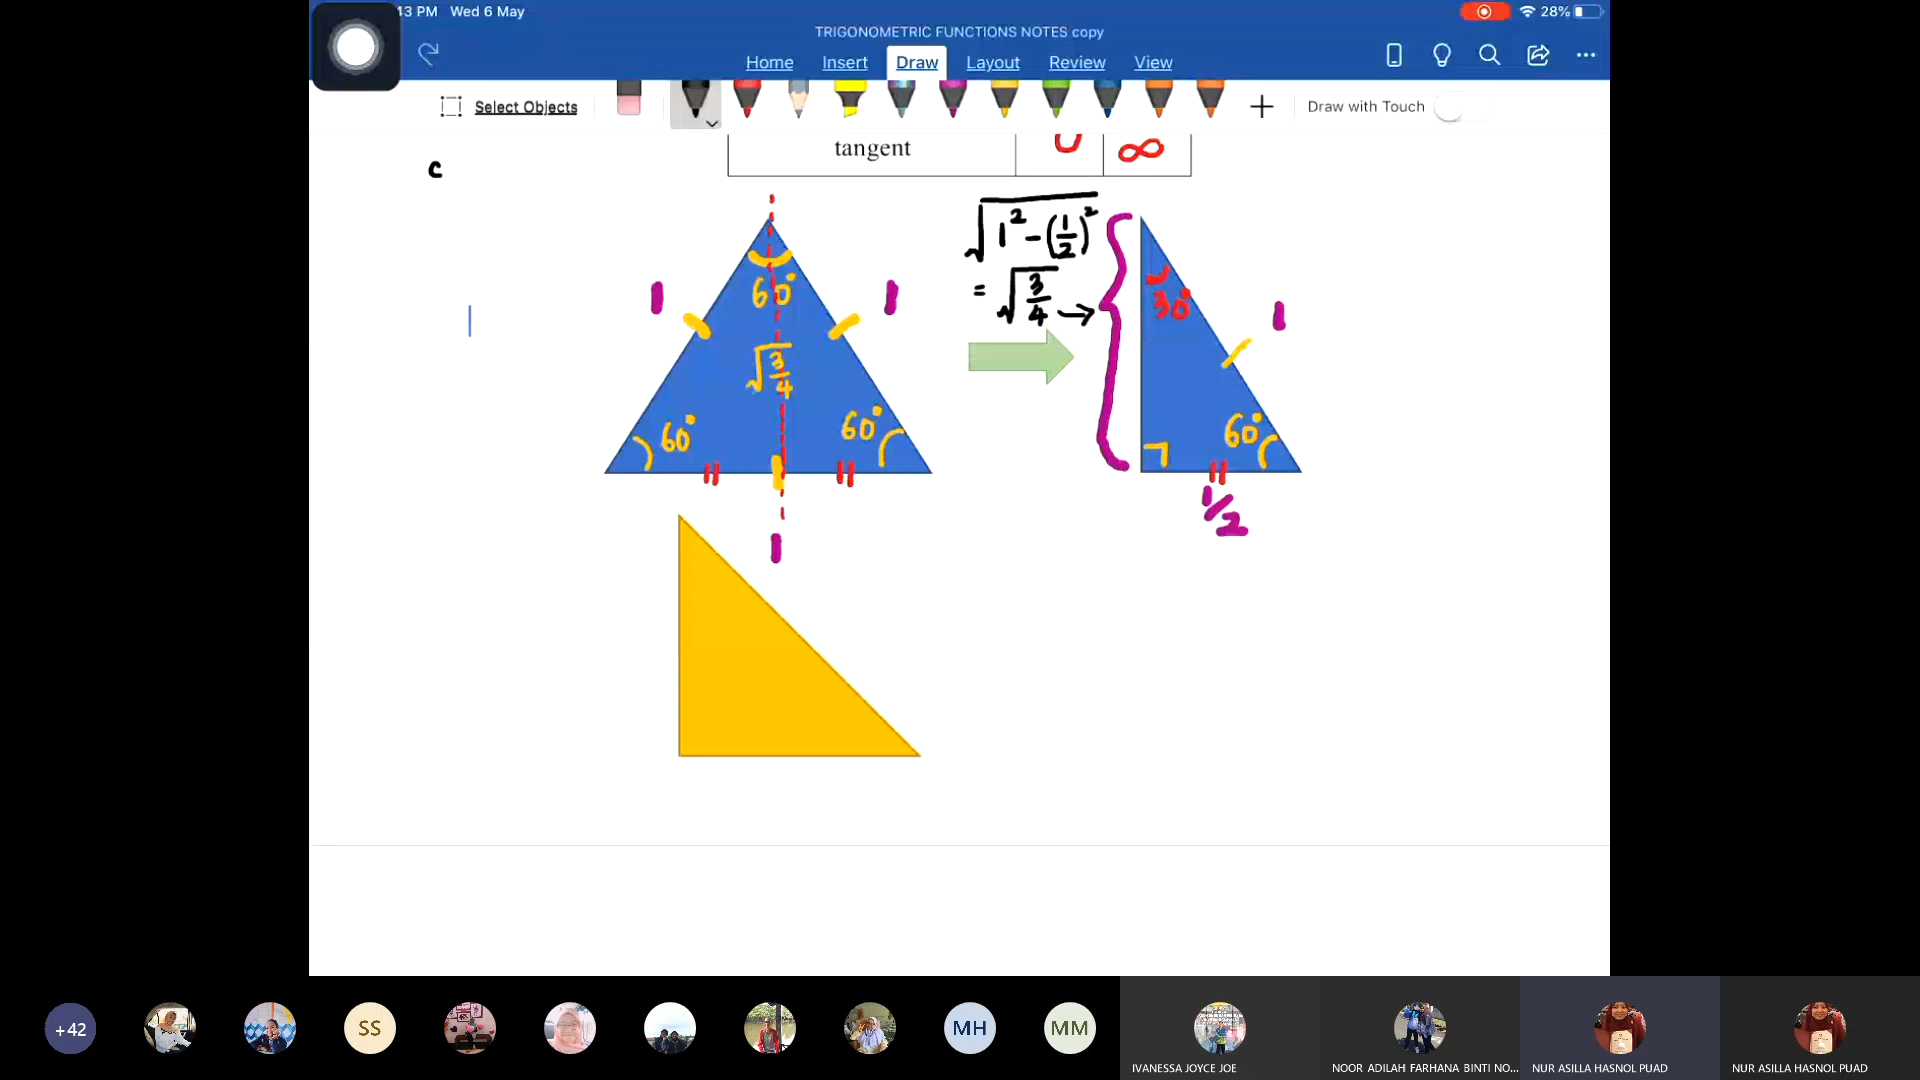 43 PM Wed 6 May
28%
TRIGONOMETRIC FUNCTIONS NOTES copy
Home Insert Draw Layout Review View
Select Objects
Draw with Touch
tangent 0 ∞
c
√1² − (1/2)²
= √3/4 →
1 60° 1
√3/4
60° 60°
1
30° 1
60°
1/2
+42 SS MH MM
IVANESSA JOYCE JOE NOOR ADILAH FARHANA BINTI NO... NUR ASILLA HASNOL PUAD NUR ASILLA HASNOL PUAD